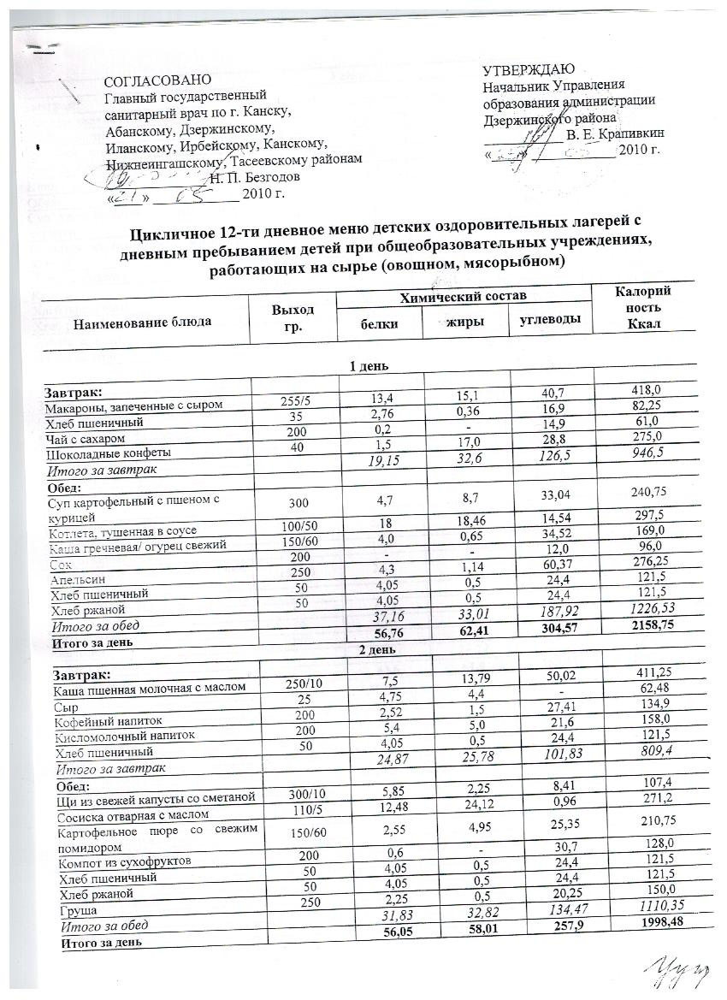 СОГЛАСОВАНО
Главный государственный
санитарный врач по г. Канску,
Абанскому, Дзержинскому,
Иланскому, Ирбейскому, Канскому,
Нижнеингашскому, Тасеевскому районам
Н. П. Безгодов
«21» 05 2010 г.
УТВЕРЖДАЮ
Начальник Управления
образования администрации
Дзержинского района
В. Е. Крапивкин
« » 05 2010 г.
Цикличное 12-ти дневное меню детских оздоровительных лагерей с
дневным пребыванием детей при общеобразовательных учреждениях,
работающих на сырье (овощном, мясорыбном)
Наименование блюда Выход гр. Химический состав Калорий ность Ккал
белки жиры углеводы
1 день
Завтрак:
Макароны, запеченные с сыром 255/5 13,4 15,1 40,7 418,0
Хлеб пшеничный 35 2,76 0,36 16,9 82,25
Чай с сахаром 200 0,2 - 14,9 61,0
Шоколадные конфеты 40 1,5 17,0 28,8 275,0
Итого за завтрак 19,15 32,6 126,5 946,5
Обед:
Суп картофельный с пшеном с
курицей 300 4,7 8,7 33,04 240,75
Котлета, тушенная в соусе 100/50 18 18,46 14,54 297,5
Каша гречневая/ огурец свежий 150/60 4,0 0,65 34,52 169,0
Сок 200 - - 12,0 96,0
Апельсин 250 4,3 1,14 60,37 276,25
Хлеб пшеничный 50 4,05 0,5 24,4 121,5
Хлеб ржаной 50 4,05 0,5 24,4 121,5
Итого за обед 37,16 33,01 187,92 1226,53
Итого за день 56,76 62,41 304,57 2158,75
2 день
Завтрак:
Каша пшенная молочная с маслом 250/10 7,5 13,79 50,02 411,25
Сыр 25 4,75 4,4 - 62,48
Кофейный напиток 200 2,52 1,5 27,41 134,9
Кисломолочный напиток 200 5,4 5,0 21,6 158,0
Хлеб пшеничный 50 4,05 0,5 24,4 121,5
Итого за завтрак 24,87 25,78 101,83 809,4
Обед:
Щи из свежей капусты со сметаной 300/10 5,85 2,25 8,41 107,4
Сосиска отварная с маслом 110/5 12,48 24,12 0,96 271,2
Картофельное пюре со свежим
помидором 150/60 2,55 4,95 25,35 210,75
Компот из сухофруктов 200 0,6 - 30,7 128,0
Хлеб пшеничный 50 4,05 0,5 24,4 121,5
Хлеб ржаной 50 4,05 0,5 24,4 121,5
Груша 250 2,25 0,5 20,25 150,0
Итого за обед 31,83 32,82 134,47 1110,35
Итого за день 56,05 58,01 257,9 1998,48